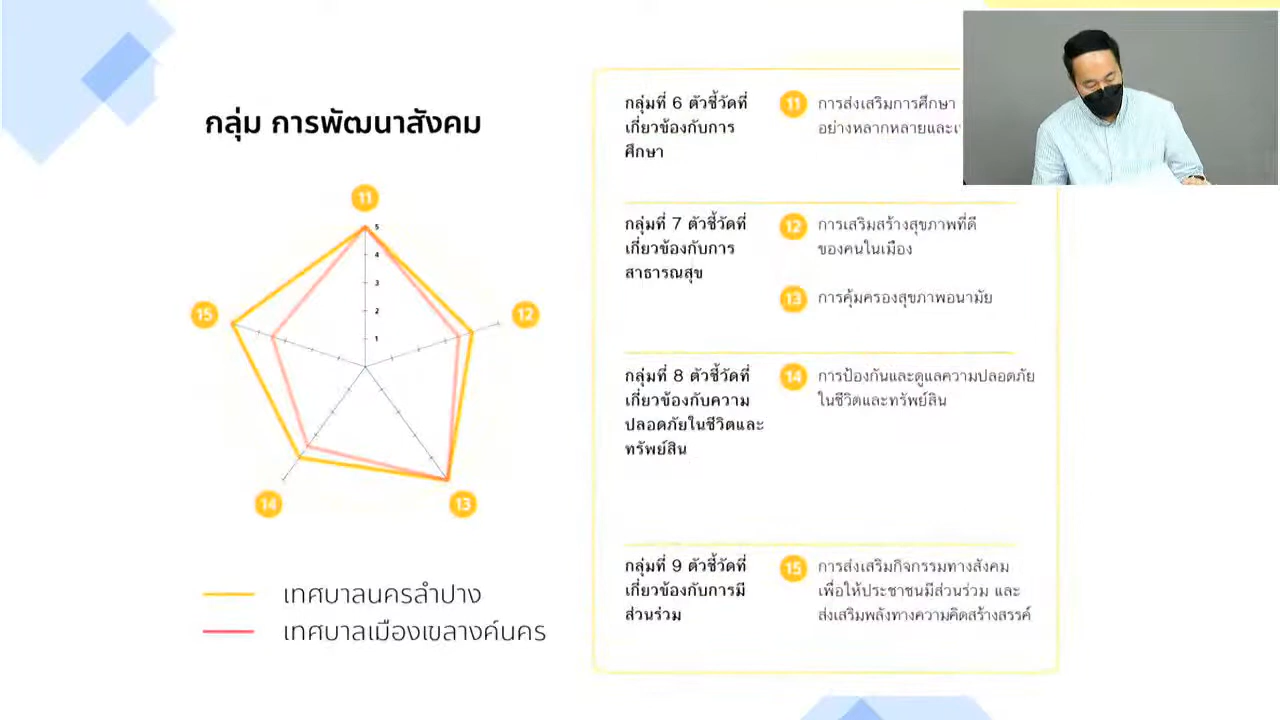 กลุ่ม การพัฒนาสังคม
11
5
4
3
2
1
15
12
14
13
เทศบาลนครลำปาง
เทศบาลเมืองเขลางค์นคร
กลุ่มที่ 6 ตัวชี้วัดที่
เกี่ยวข้องกับการ
ศึกษา
11 การส่งเสริมการศึกษา
อย่างหลากหลายและ
กลุ่มที่ 7 ตัวชี้วัดที่
เกี่ยวข้องกับการ
สาธารณสุข
12 การเสริมสร้างสุขภาพที่ดี
ของคนในเมือง
13 การคุ้มครองสุขภาพอนามัย
กลุ่มที่ 8 ตัวชี้วัดที่
เกี่ยวข้องกับความ
ปลอดภัยในชีวิตและ
ทรัพย์สิน
14 การป้องกันและดูแลความปลอดภัย
ในชีวิตและทรัพย์สิน
กลุ่มที่ 9 ตัวชี้วัดที่
เกี่ยวข้องกับการมี
ส่วนร่วม
15 การส่งเสริมกิจกรรมทางสังคม
เพื่อให้ประชาชนมีส่วนร่วม และ
ส่งเสริมพลังทางความคิดสร้างสรรค์